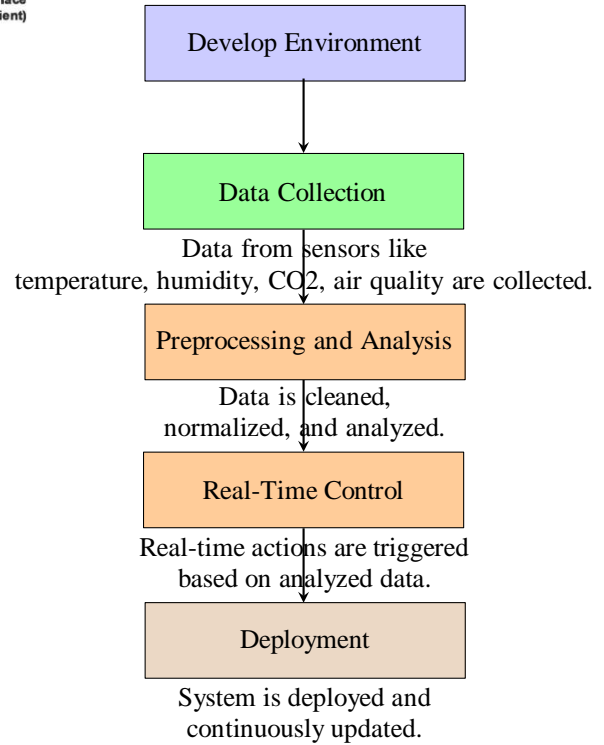 ient)
Develop Environment
Data Collection
Data from sensors like
temperature, humidity, CO2, air quality are collected.
Preprocessing and Analysis
Data is cleaned,
normalized, and analyzed.
Real-Time Control
Real-time actions are triggered
based on analyzed data.
Deployment
System is deployed and
continuously updated.